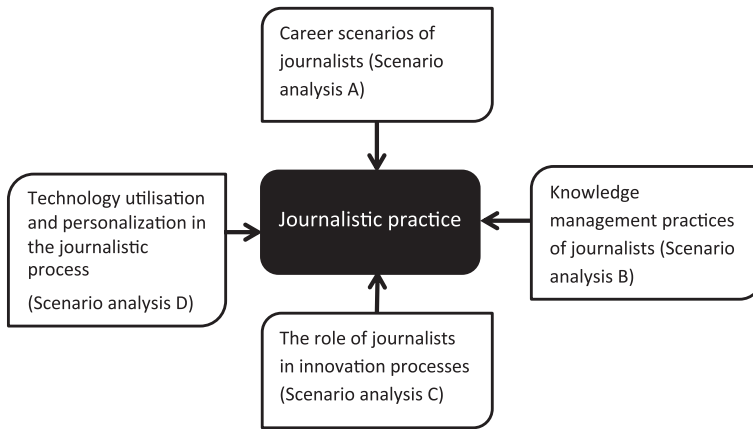 Career scenarios of
journalists (Scenario
analysis A)
Technology utilisation
and personalization in
the journalistic
process
(Scenario analysis D)
Journalistic practice
Knowledge
management practices
of journalists (Scenario
analysis B)
The role of journalists
in innovation processes
(Scenario analysis C)